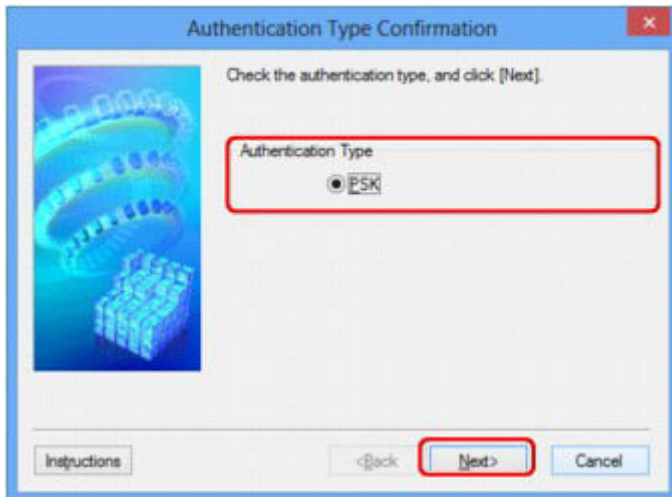 Authentication Type Confirmation
x
Check the authentication type, and click [Next].
Authentication Type
PSK
Instructions
<Back
Next>
Cancel